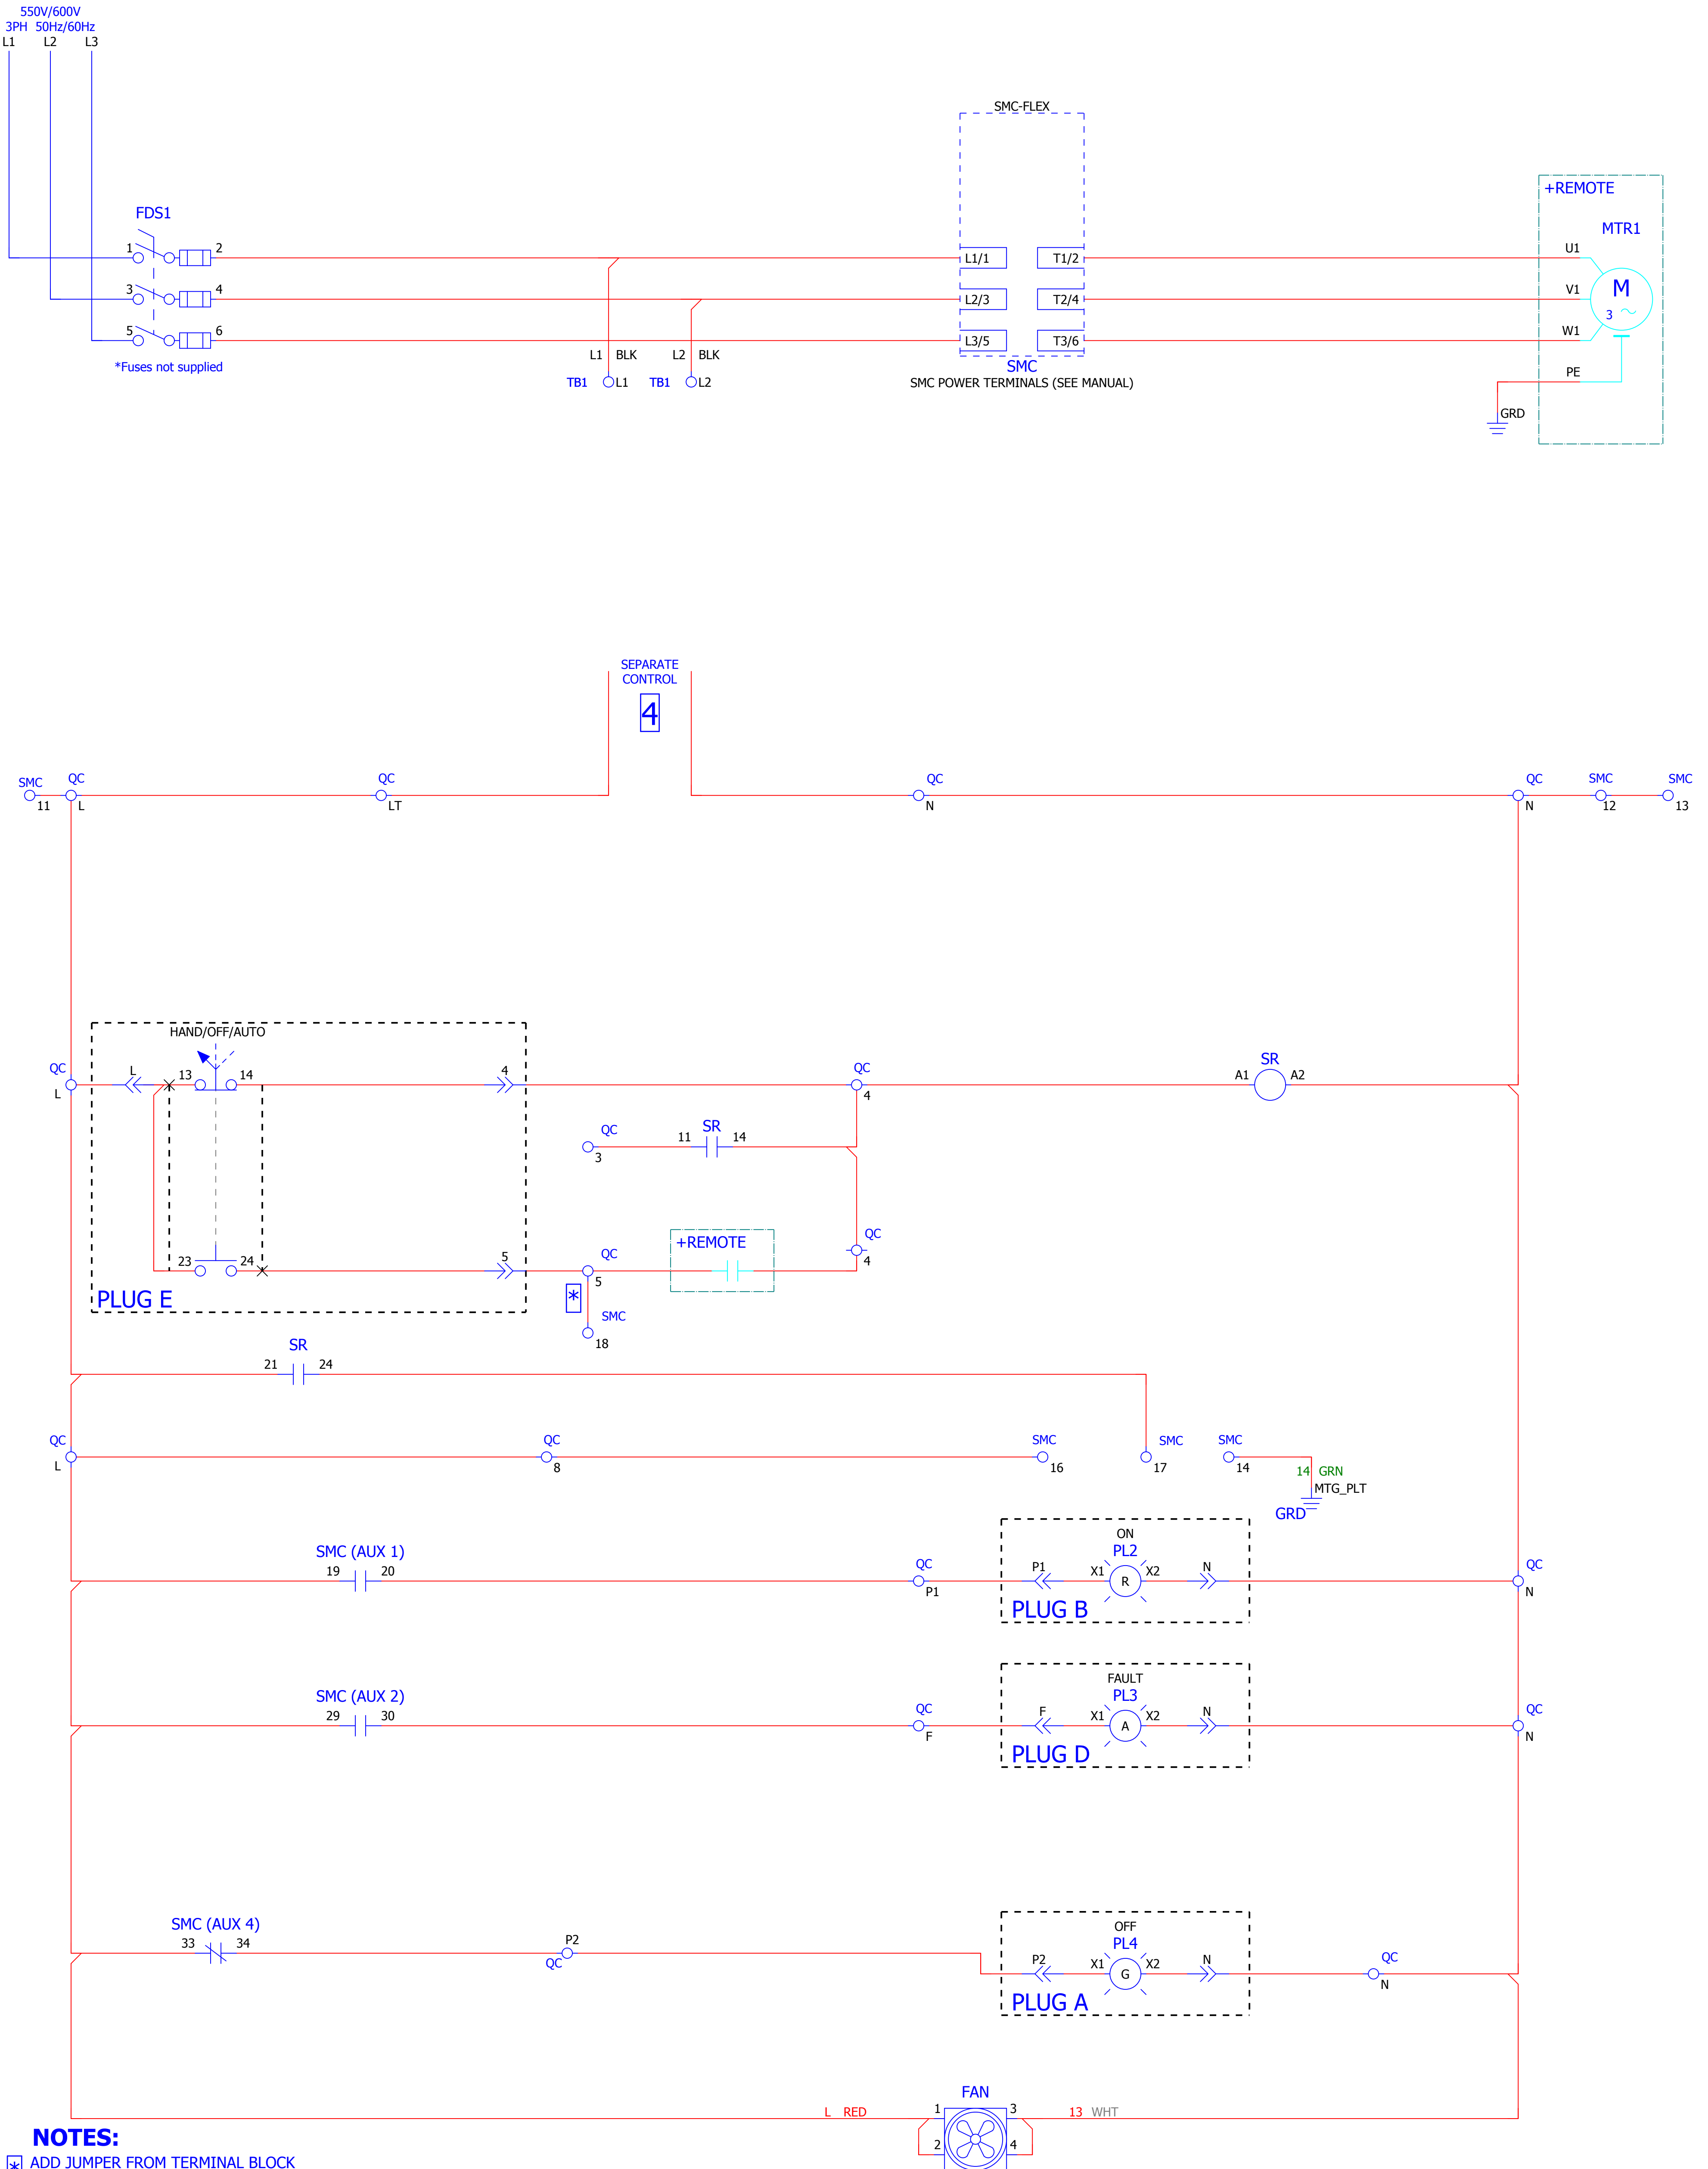 550V/600V
3PH 50Hz/60Hz
L1 L2 L3
SMC-FLEX
+REMOTE
MTR1
FDS1
1 2 L1/1 T1/2 U1
3 4 L2/3 T2/4 V1
M
3
5 6 L3/5 T3/6 W1
L1 BLK L2 BLK
*Fuses not supplied
SMC
PE
TB1 L1 TB1 L2
SMC POWER TERMINALS (SEE MANUAL)
GRD
SEPARATE
CONTROL
4
SMC QC QC QC QC SMC SMC
11 L LT N N 12 13
HAND/OFF/AUTO
QC L 13 14 4 QC SR
A1 A2
L 4
QC 11 SR 14
3
+REMOTE
QC
4
23 24 5 QC
5
PLUG E
*
SMC
18
SR
21 24
QC QC SMC SMC SMC
L 8 16 17 14
14 GRN
MTG_PLT
GRD
ON
SMC (AUX 1) PL2
19 20 QC P1 X1 R X2 N QC
P1 N
PLUG B
FAULT
SMC (AUX 2) PL3
29 30 QC F X1 A X2 N QC
F N
PLUG D
SMC (AUX 4)
33 34 P2
QC
OFF
PL4
P2 X1 G X2 N QC
N
PLUG A
FAN
L RED 1 3 13 WHT
2 4
NOTES:
* ADD JUMPER FROM TERMINAL BLOCK